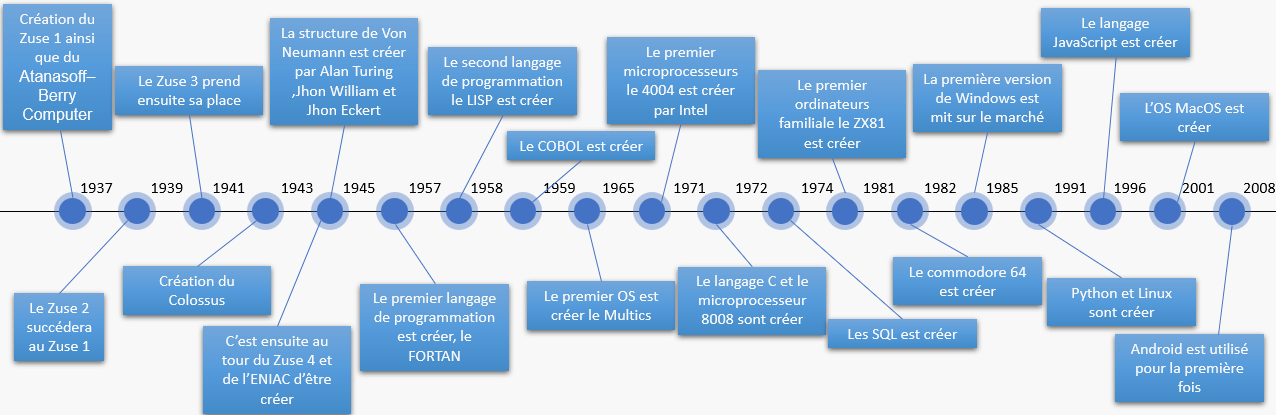 Création du
Zuse 1 ainsi
que du
Atanasoff–
Berry
Computer
Le Zuse 3 prend
ensuite sa place
La structure de Von
Neumann est créer
par Alan Turing
,Jhon William et
Jhon Eckert
Le second langage
de programmation
le LISP est créer
Le COBOL est créer
Le premier
microprocesseurs
le 4004 est créer
par Intel
Le premier
ordinateurs
familiale le ZX81
est créer
La première version
de Windows est
mit sur le marché
Le langage
JavaScript est créer
L’OS MacOS est
créer
1937
1939
1941
1943
1945
1957
1958
1959
1965
1971
1972
1974
1981
1982
1985
1991
1996
2001
2008
Le Zuse 2
succédera
au Zuse 1
Création du
Colossus
C’est ensuite au
tour du Zuse 4 et
de l’ENIAC d’être
créer
Le premier langage
de programmation
est créer, le
FORTAN
Le premier OS est
créer le Multics
Le langage C et le
microprocesseur
8008 sont créer
Les SQL est créer
Le commodore 64
est créer
Python et Linux
sont créer
Android est utilisé
pour la première
fois